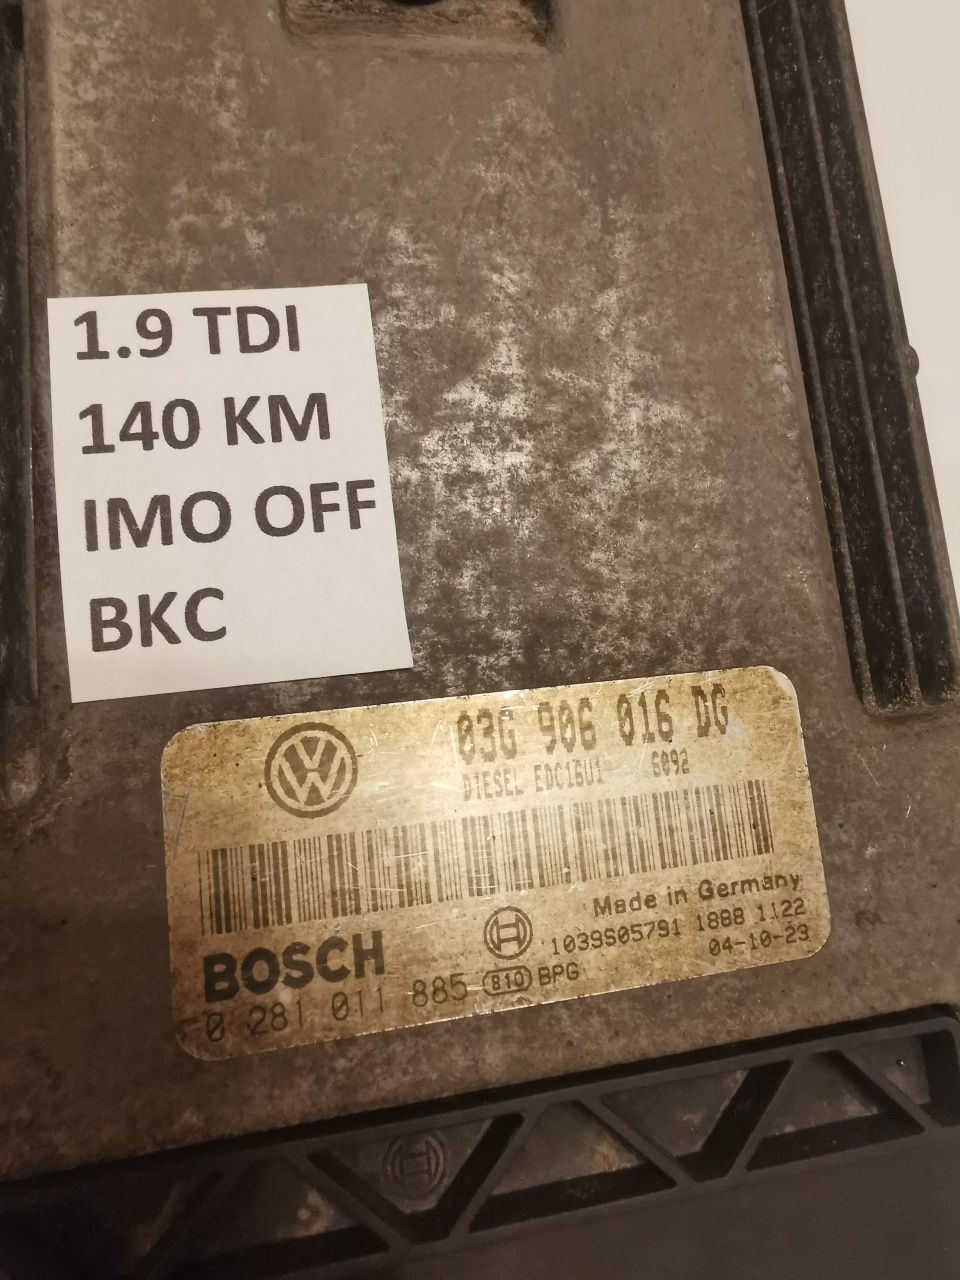 1.9 TDI
140 KM
IMO OFF
BKC
03G 906 016 DG
DIESEL EDC16U1 6092
Made in Germany
BOSCH
1039S05791 1888 1122
0 281 011 885 810 BPG 04-10-23